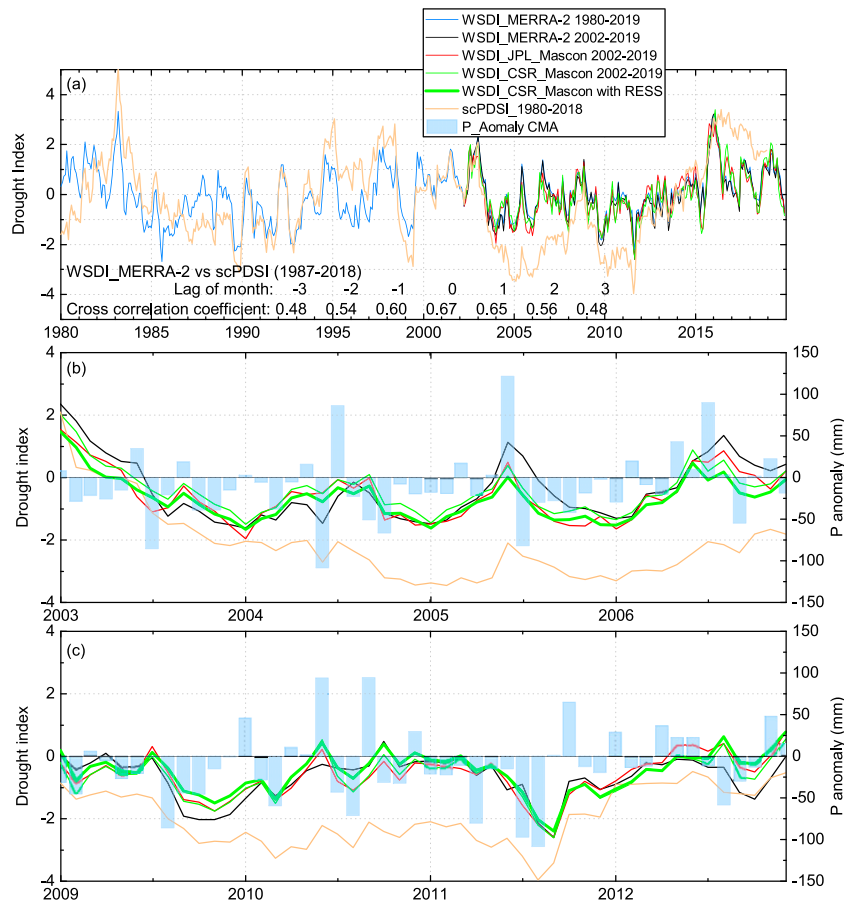 WSDI_MERRA-2 1980-2019
WSDI_MERRA-2 2002-2019
WSDI_JPL_Mascon 2002-2019
WSDI_CSR_Mascon 2002-2019
WSDI_CSR_Mascon with RESS
scPDSI_1980-2018
P_Aomaly CMA
(a)
4
2
0
-2
-4
Drought Index
WSDI_MERRA-2 vs scPDSI (1987-2018)
Lag of month: -3 -2 -1 0 1 2 3
Cross correlation coefficient: 0.48 0.54 0.60 0.67 0.65 0.56 0.48
1980 1985 1990 1995 2000 2005 2010 2015
(b)
4
2
0
-2
-4
Drought index
150
100
50
0
-50
-100
-150
P anomaly (mm)
2003 2004 2005 2006
(c)
4
2
0
-2
-4
Drought index
150
100
50
0
-50
-100
-150
P anomaly (mm)
2009 2010 2011 2012